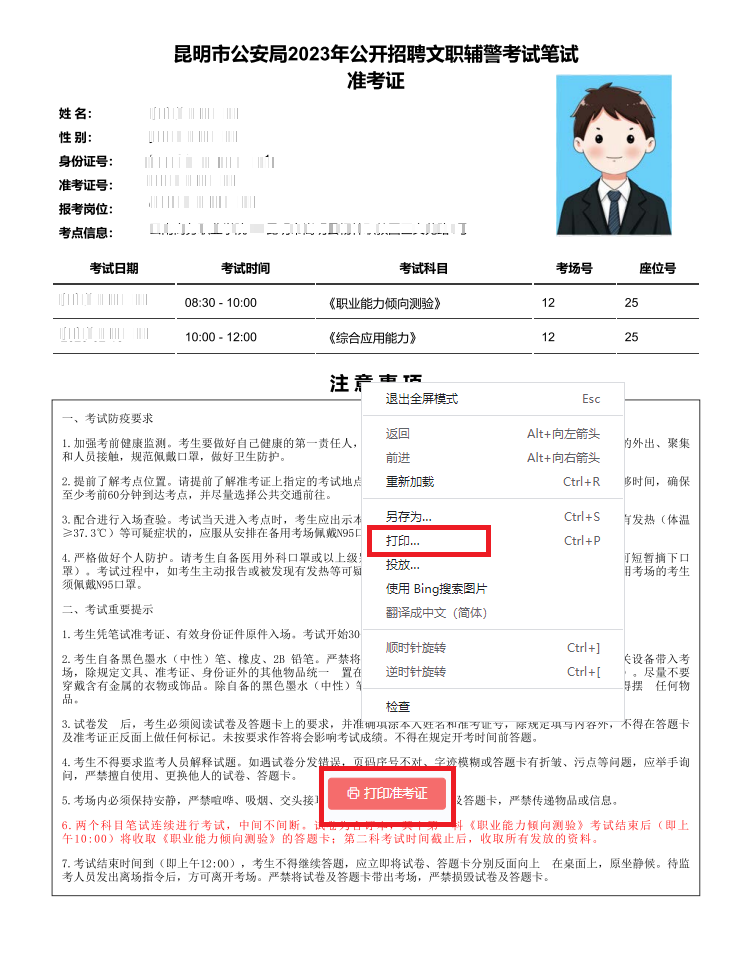 昆明市公安局2023年公开招聘文职辅警考试笔试
准考证
姓 名:
性 别:
身份证号:
准考证号:
报考岗位:
考点信息:
考试日期 考试时间 考试科目 考场号 座位号
08:30 - 10:00 《职业能力倾向测验》 12 25
10:00 - 12:00 《综合应用能力》 12 25
注 意 事 项
一、考试防疫要求
1.加强考前健康监测。考生要做好自己健康的第一责任人，
的外出、聚集
和人员接触，规范佩戴口罩，做好卫生防护。
2.提前了解考点位置。请提前了解准考证上指定的考试地点
够时间，确保
至少考前60分钟到达考点，并尽量选择公共交通前往。
3.配合进行入场查验。考试当天进入考点时，考生应出示本
有发热（体温
≥37.3℃）等可疑症状的，应服从安排在备用考场佩戴N95口
4.严格做好个人防护。请考生自备医用外科口罩或以上级别
可短暂摘下口
罩）。考试过程中，如考生主动报告或被发现有发热等可疑
用考场的考生
须佩戴N95口罩。
二、考试重要提示
1.考生凭笔试准考证、有效身份证件原件入场。考试开始30
2.考生自备黑色墨水（中性）笔、橡皮、2B 铅笔。严禁将
关设备带入考
场，除规定文具、准考证、身份证外的其他物品统一 置在
）。尽量不要
穿戴含有金属的衣物或饰品。除自备的黑色墨水（中性）笔
得摆 任何物
品。
3.试卷发 后，考生必须阅读试卷及答题卡上的要求，并准确填涂本人姓名和准考证号，除规定填写内容外，不得在答题卡
及准考证正反面上做任何标记。未按要求作答将会影响考试成绩。不得在规定开考时间前答题。
4.考生不得要求监考人员解释试题。如遇试卷分发错误，页码序号不对、字迹模糊或答题卡有折皱、污点等问题，应举手询
问，严禁擅自使用、更换他人的试卷、答题卡。
5.考场内必须保持安静，严禁喧哗、吸烟、交头接
及答题卡，严禁传递物品或信息。
6.两个科目笔试连续进行考试，中间不间断。试卷为合订本，其中第一科《职业能力倾向测验》考试结束后（即上
午10:00）将收取《职业能力倾向测验》的答题卡；第二科考试时间截止后，收取所有发放的资料。
7.考试结束时间到（即上午12:00），考生不得继续答题，应立即将试卷、答题卡分别反面向上 在桌面上，原坐静候。待监
考人员发出离场指令后，方可离开考场。严禁将试卷及答题卡带出考场，严禁损毁试卷及答题卡。
退出全屏模式 Esc
返回 Alt+向左箭头
前进 Alt+向右箭头
重新加载 Ctrl+R
另存为... Ctrl+S
打印... Ctrl+P
投放...
使用 Bing搜索图片
翻译成中文（简体）
顺时针旋转 Ctrl+]
逆时针旋转 Ctrl+[
检查
打印准考证